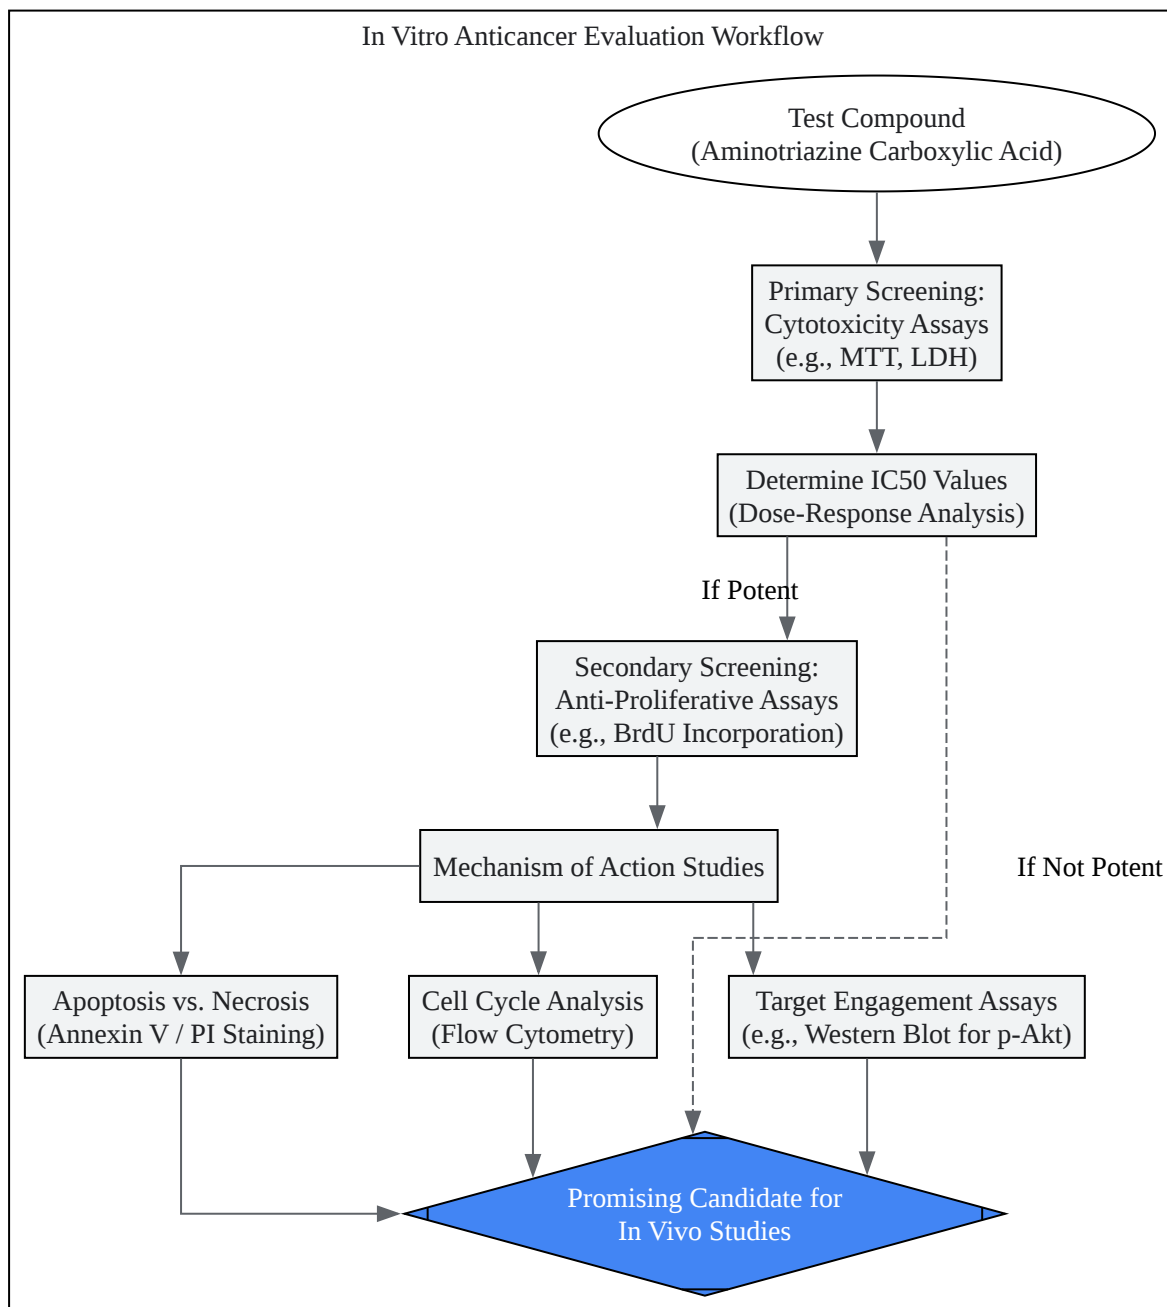 In Vitro Anticancer Evaluation Workflow
Test Compound
(Aminotriazine Carboxylic Acid)
Primary Screening:
Cytotoxicity Assays
(e.g., MTT, LDH)
Determine IC50 Values
(Dose-Response Analysis)
If Potent
Secondary Screening:
Anti-Proliferative Assays
(e.g., BrdU Incorporation)
Mechanism of Action Studies
If Not Potent
Apoptosis vs. Necrosis
(Annexin V / PI Staining)
Cell Cycle Analysis
(Flow Cytometry)
Target Engagement Assays
(e.g., Western Blot for p-Akt)
Promising Candidate for
In Vivo Studies